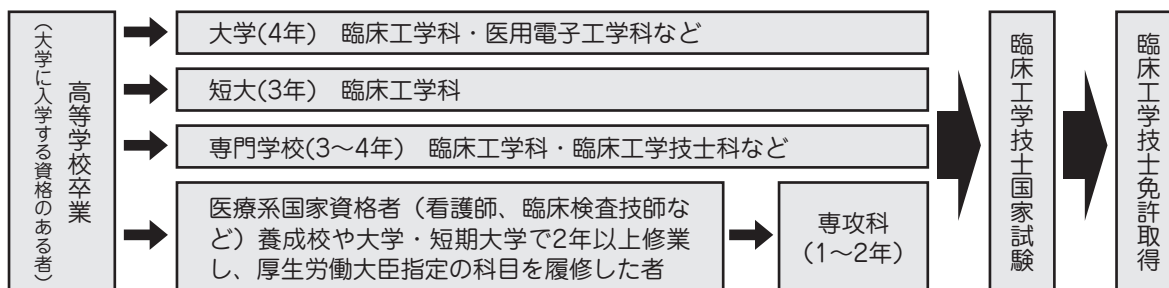 高等学校卒業
(大学に入学する資格のある者)
大学(4年) 臨床工学科・医用電子工学科など
短大(3年) 臨床工学科
専門学校(3〜4年) 臨床工学科・臨床工学技士科など
医療系国家資格者(看護師、臨床検査技師な
ど)養成校や大学・短期大学で2年以上修業
し、厚生労働大臣指定の科目を履修した者
専攻科
(1〜2年)
臨床工学技士国家試験
臨床工学技士免許取得